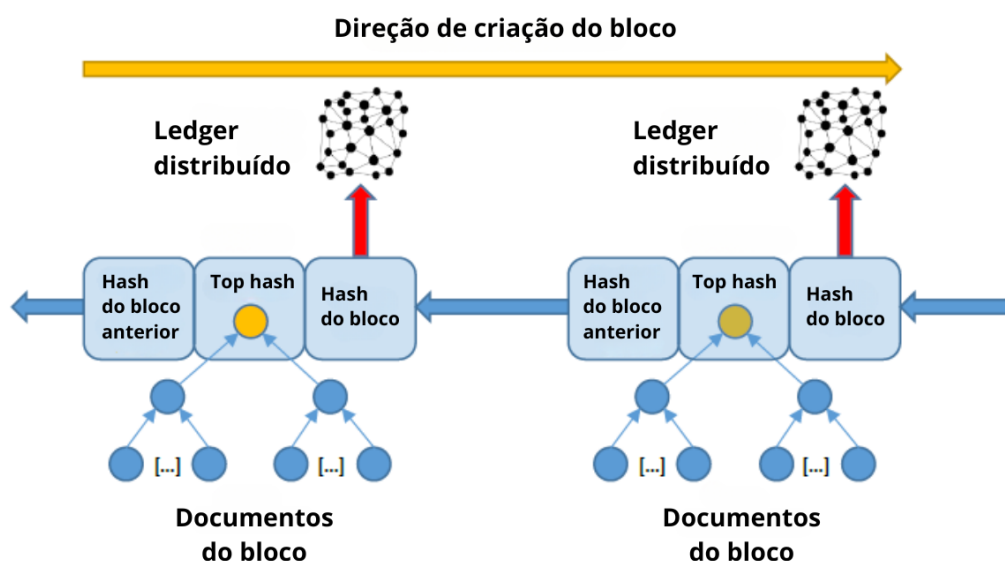 Direção de criação do bloco
Ledger
distribuído
Ledger
distribuído
Hash
do bloco
anterior
Top hash
Hash
do bloco
Hash
do bloco
anterior
Top hash
Hash
do bloco
[...]
[...]
[...]
[...]
Documentos
do bloco
Documentos
do bloco